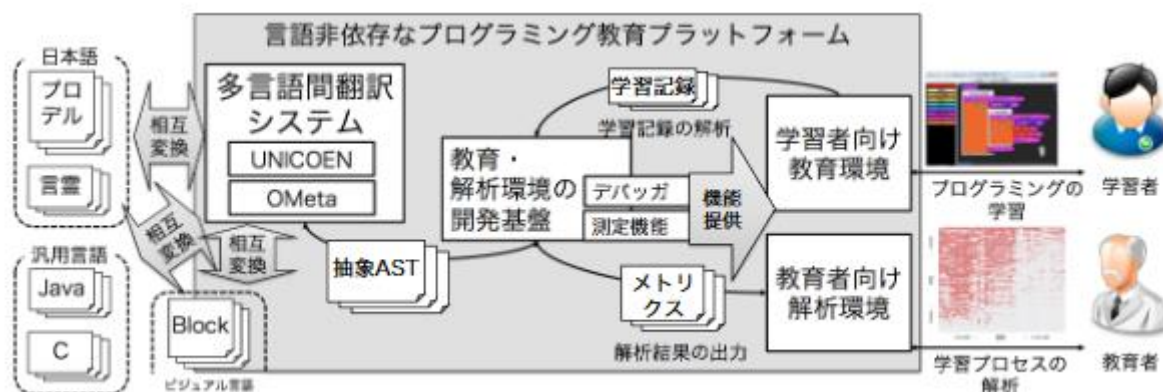 言語非依存なプログラミング教育プラットフォーム
日本語
プロ
デル
言霊
相互
変換
多言語間翻訳
システム
UNICOEN
OMeta
学習記録
学習記録の解析
教育・
解析環境の
開発基盤
デバッガ
測定機能
機能
提供
学習者向け
教育環境
プログラミングの
学習
学習者
相互
変換
相互
変換
汎用言語
Java
C
Block
ビジュアル言語
抽象AST
メトリ
クス
解析結果の出力
教育者向け
解析環境
学習プロセスの
解析
教育者